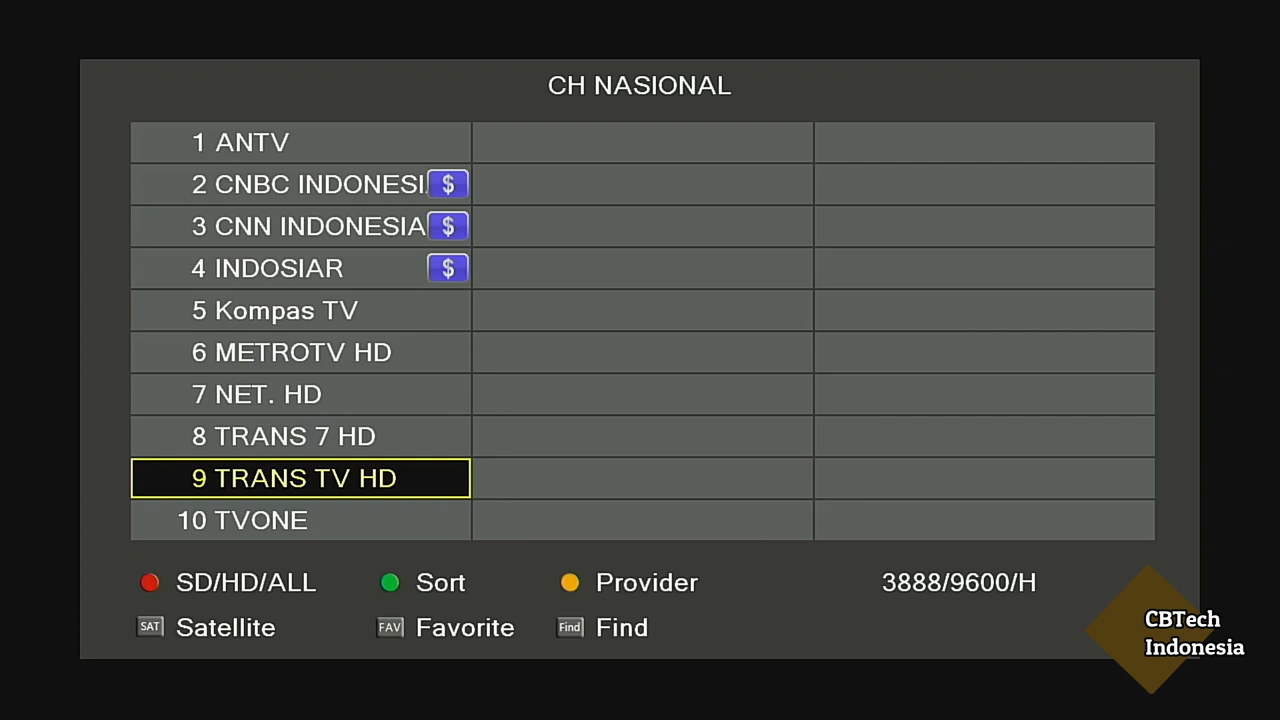 CH NASIONAL
1 ANTV
2 CNBC INDONESI
$
3 CNN INDONESIA
$
4 INDOSIAR
$
5 Kompas TV
6 METROTV HD
7 NET. HD
8 TRANS 7 HD
9 TRANS TV HD
10 TVONE
SD/HD/ALL
Sort
Provider
3888/9600/H
SAT Satellite
FAV Favorite
Find Find
CBTech
Indonesia